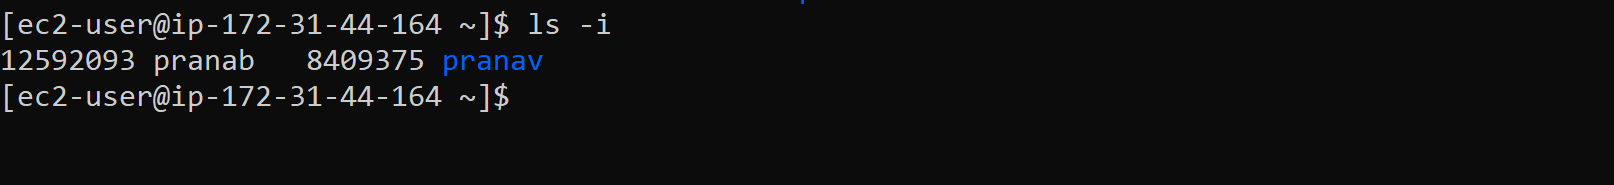 [ec2-user@ip-172-31-44-164 ~]$ ls -i
12592093 pranab   8409375 pranav
[ec2-user@ip-172-31-44-164 ~]$